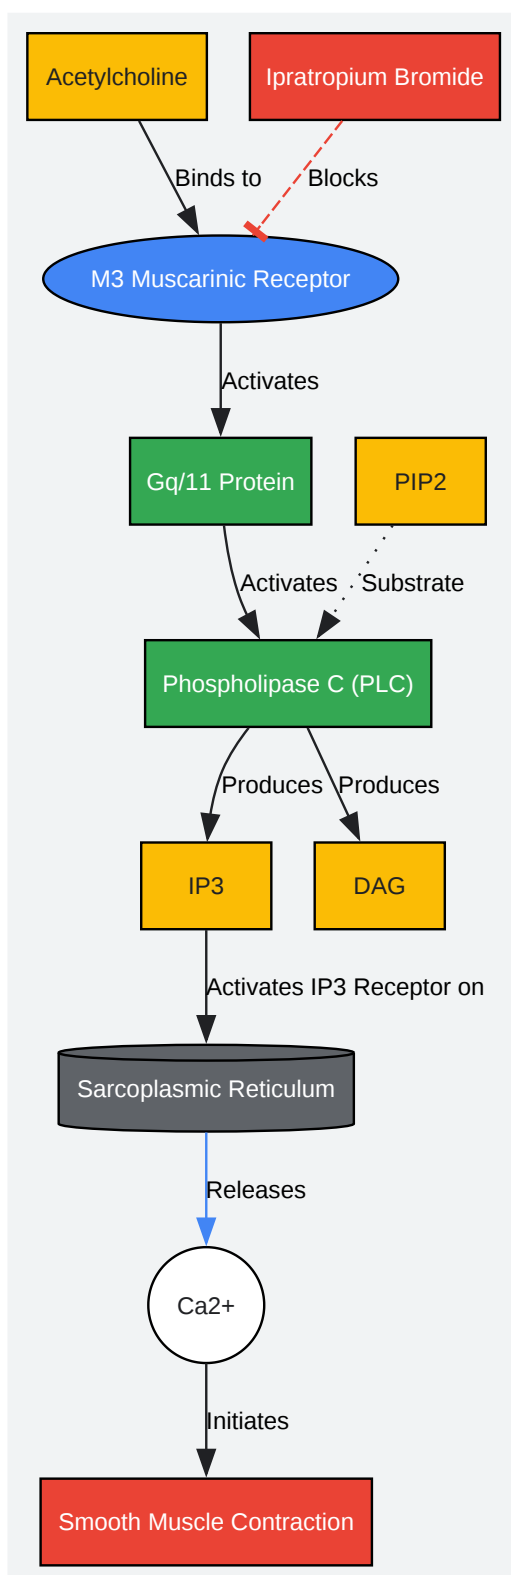 Acetylcholine
Ipratropium Bromide
Binds to
Blocks
M3 Muscarinic Receptor
Activates
Gq/11 Protein
PIP2
Activates
Substrate
Phospholipase C (PLC)
Produces
Produces
IP3
DAG
Activates IP3 Receptor on
Sarcoplasmic Reticulum
Releases
Ca2+
Initiates
Smooth Muscle Contraction